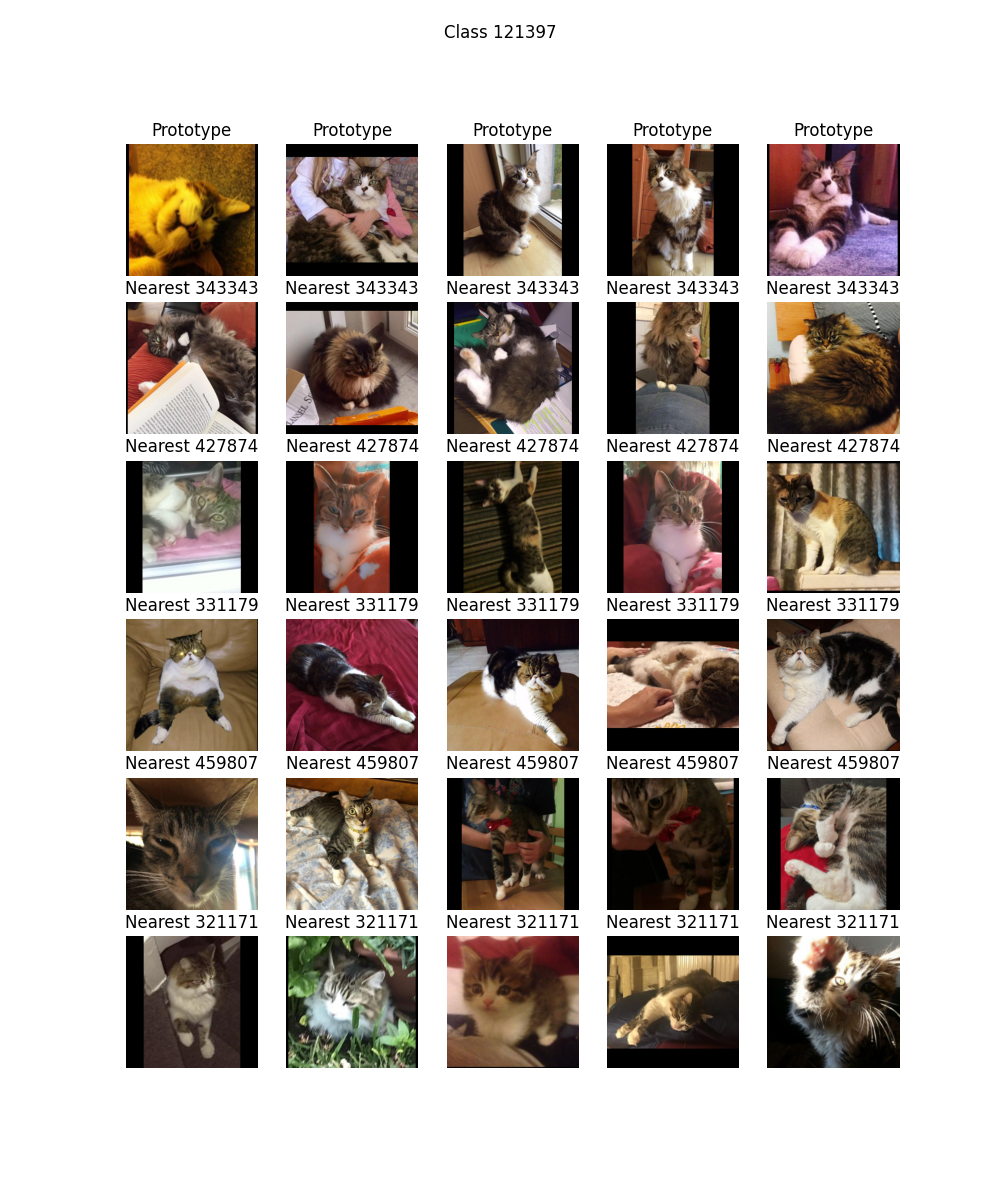 Class 121397
Prototype Prototype Prototype Prototype Prototype
Nearest 343343 Nearest 343343 Nearest 343343 Nearest 343343 Nearest 343343
Nearest 427874 Nearest 427874 Nearest 427874 Nearest 427874 Nearest 427874
Nearest 331179 Nearest 331179 Nearest 331179 Nearest 331179 Nearest 331179
Nearest 459807 Nearest 459807 Nearest 459807 Nearest 459807 Nearest 459807
Nearest 321171 Nearest 321171 Nearest 321171 Nearest 321171 Nearest 321171